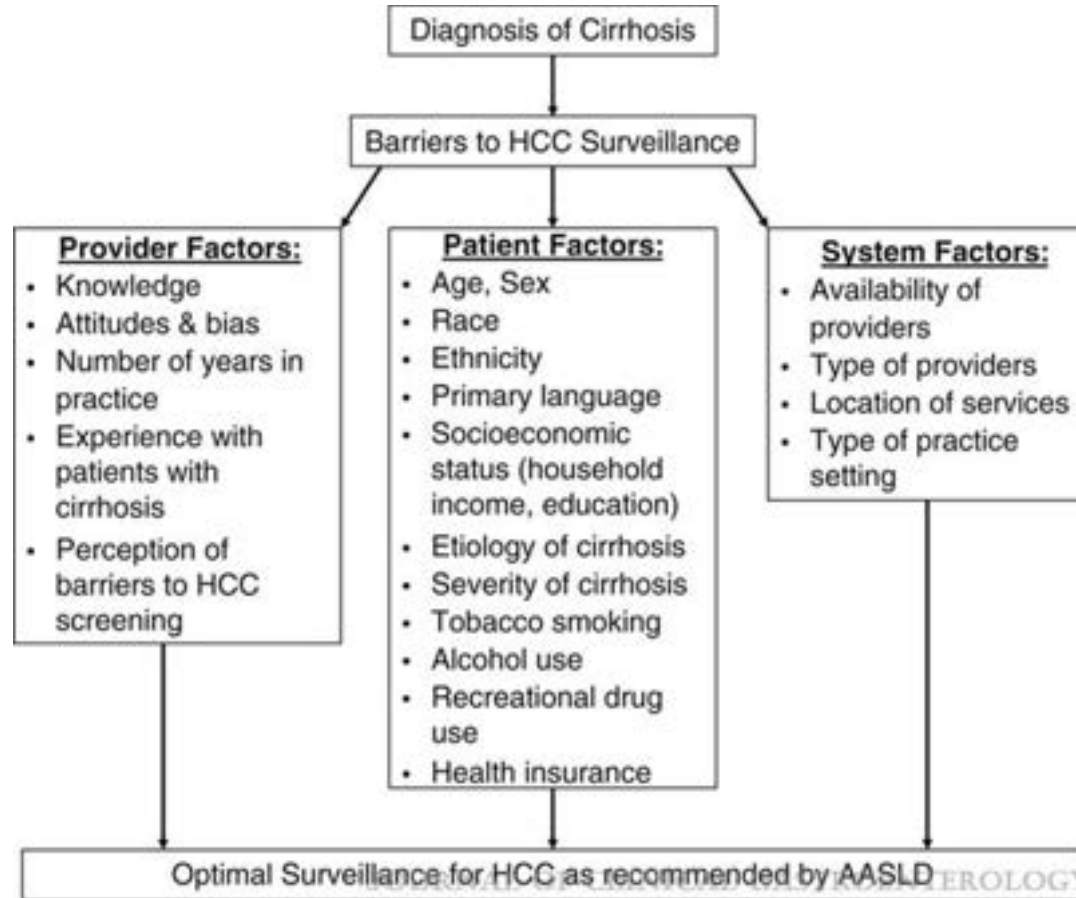 Diagnosis of Cirrhosis
Barriers to HCC Surveillance
Provider Factors:
• Knowledge
• Attitudes & bias
• Number of years in
practice
• Experience with
patients with
cirrhosis
• Perception of
barriers to HCC
screening
Patient Factors:
• Age, Sex
• Race
• Ethnicity
• Primary language
• Socioeconomic
status (household
income, education)
• Etiology of cirrhosis
• Severity of cirrhosis
• Tobacco smoking
• Alcohol use
• Recreational drug
use
• Health insurance
System Factors:
• Availability of
providers
• Type of providers
• Location of services
• Type of practice
setting
Optimal Surveillance for HCC as recommended by AASLD
JOURNAL OF CLINICAL GASTROENTEROLOGY